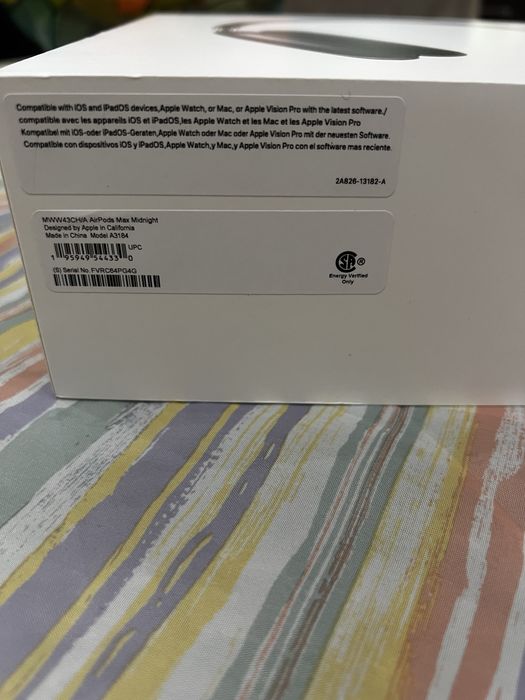 Compatible with iOS and iPadOS devices,Apple Watch, or Mac, or Apple Vision Pro with the latest software./
compatible avec les appareils iOS et iPadOS,les Apple Watch et les Mac et les Apple Vision Pro
Kompatibel mit iOS-oder iPadOS-Geraten,Apple Watch oder Mac oder Apple Vision Pro mit der neuesten Software.
Compatible con dispositivos iOS y iPadOS,Apple Watch,y Mac,y Apple Vision Pro con el software mas reciente.
2A826-13182-A
MWW43CH/A AirPods Max Midnight
Designed by Apple in California
Made in China Model A3184
UPC
1 95949 54433 0
(S) Serial No. FVRC64PG4G
SA ®
Energy Verified
Only